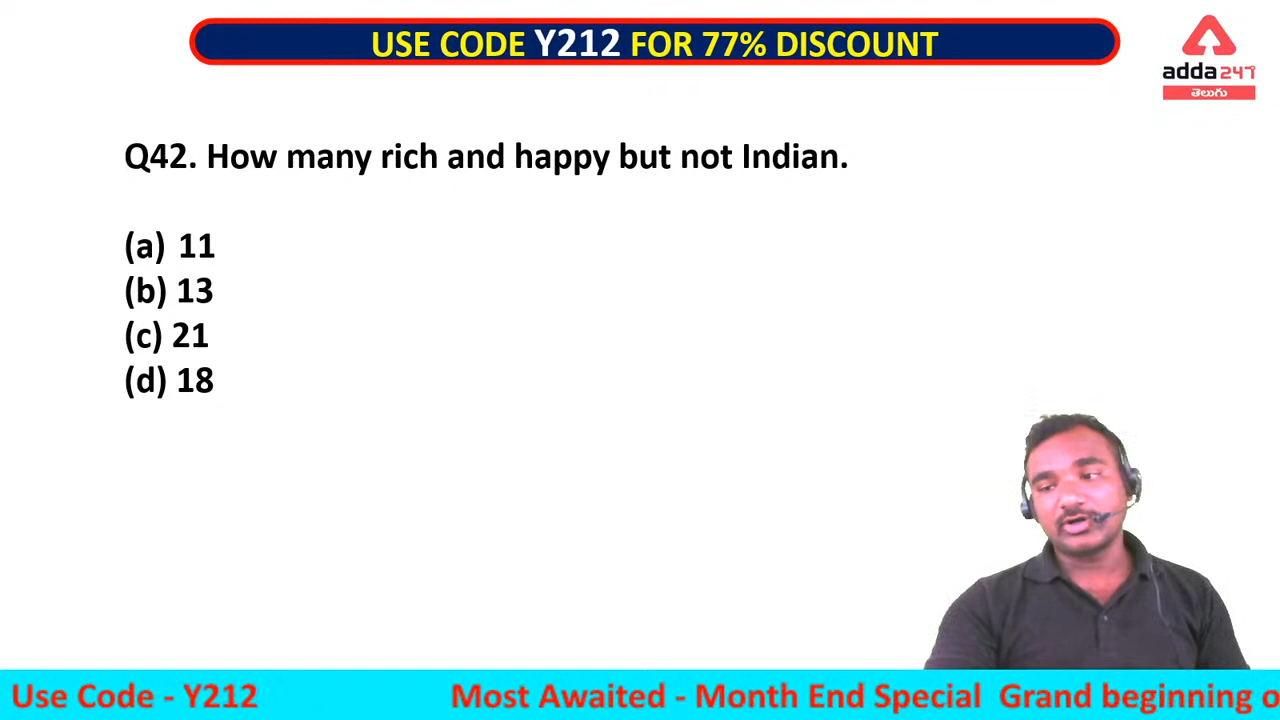 USE CODE Y212 FOR 77% DISCOUNT
adda247
తెలుగు
Q42. How many rich and happy but not Indian.
(a) 11
(b) 13
(c) 21
(d) 18
Use Code - Y212 Most Awaited - Month End Special Grand beginning o